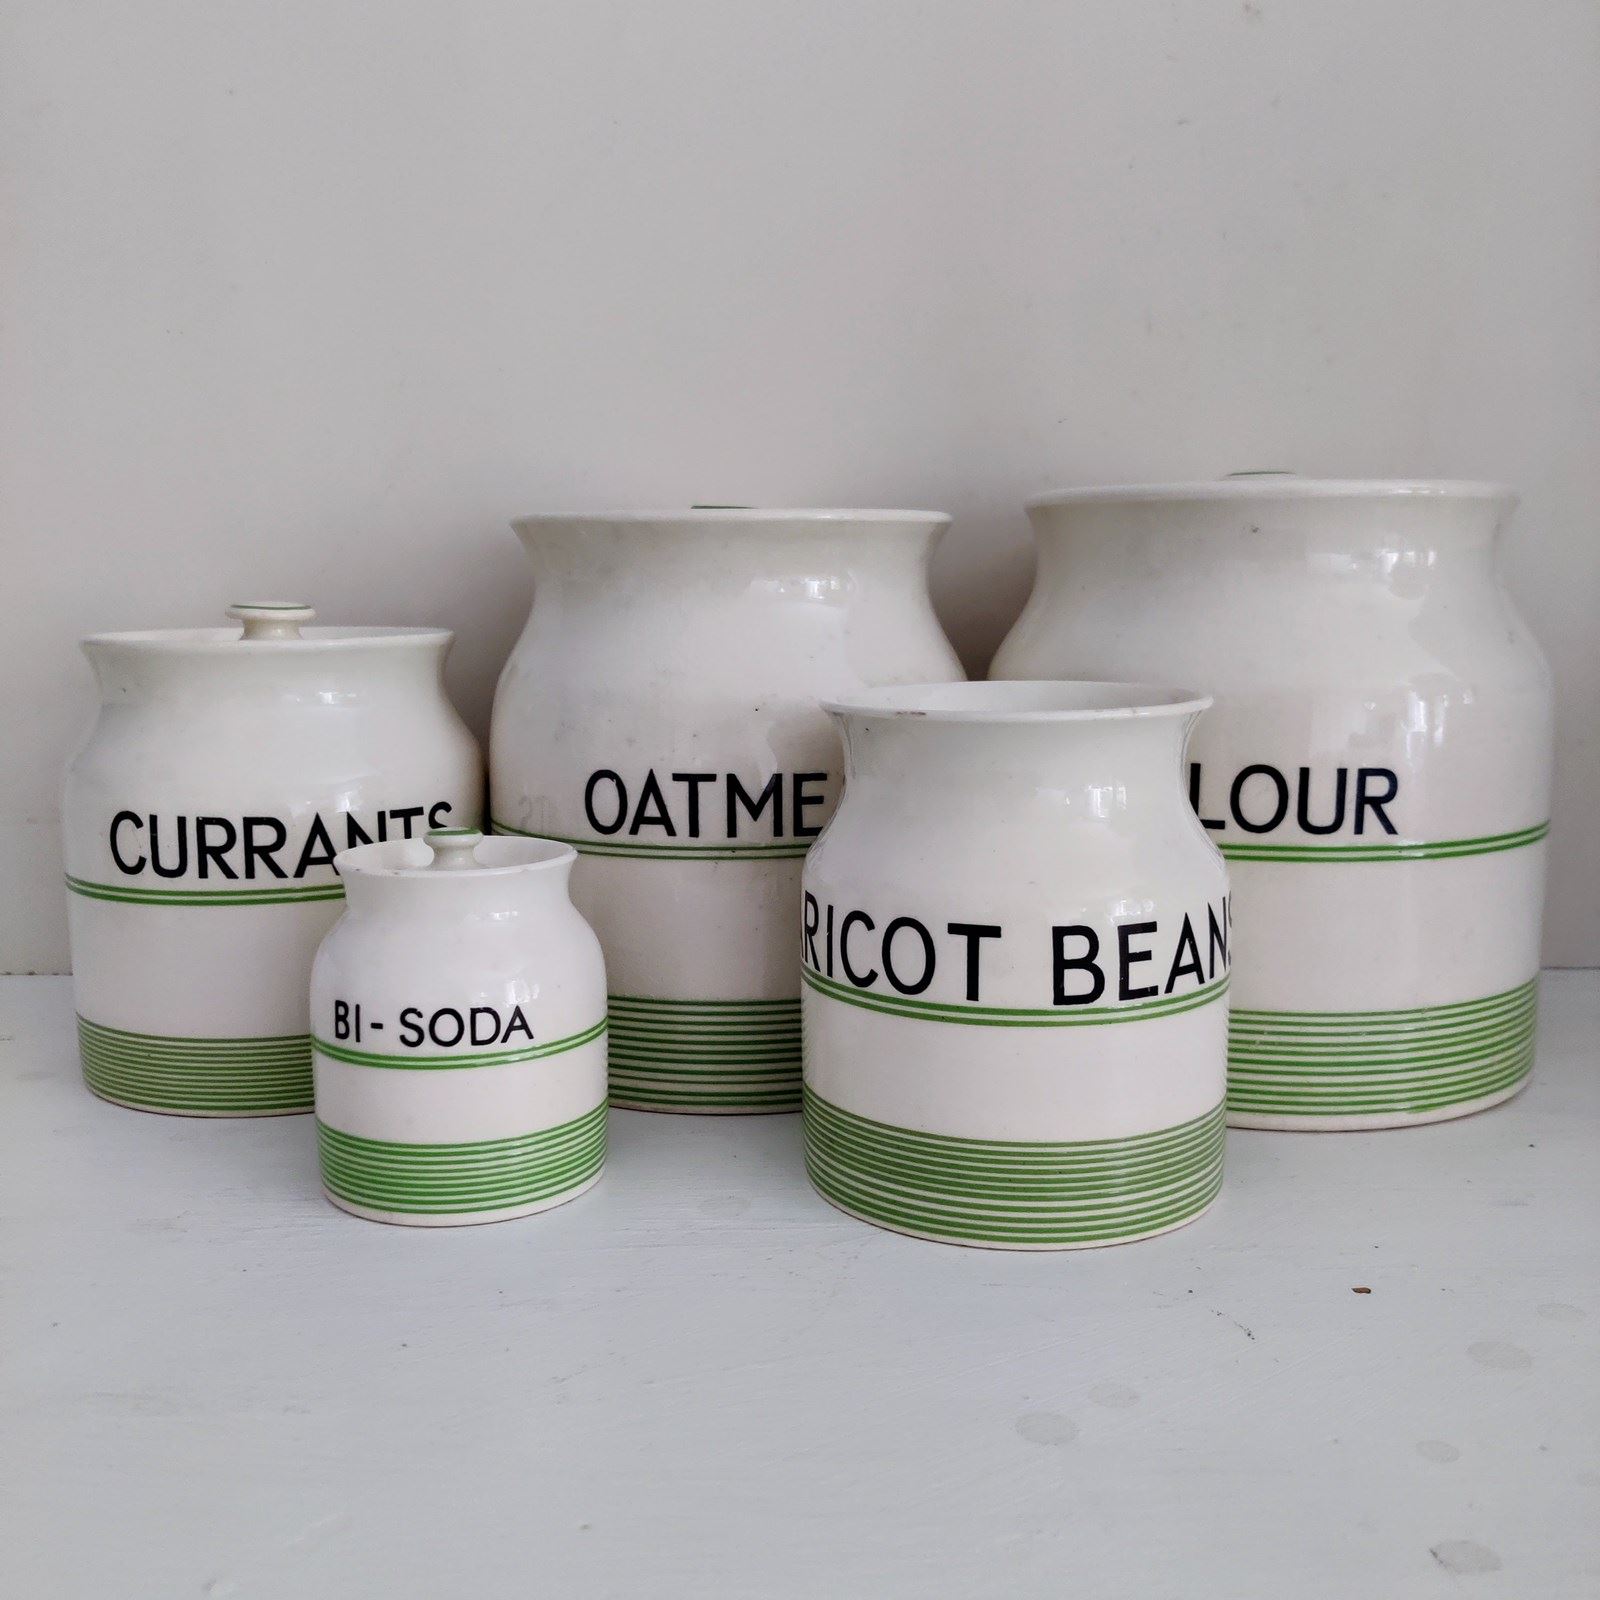 CURRANTS
OATME
LOUR
BI-SODA
RICOT BEANS